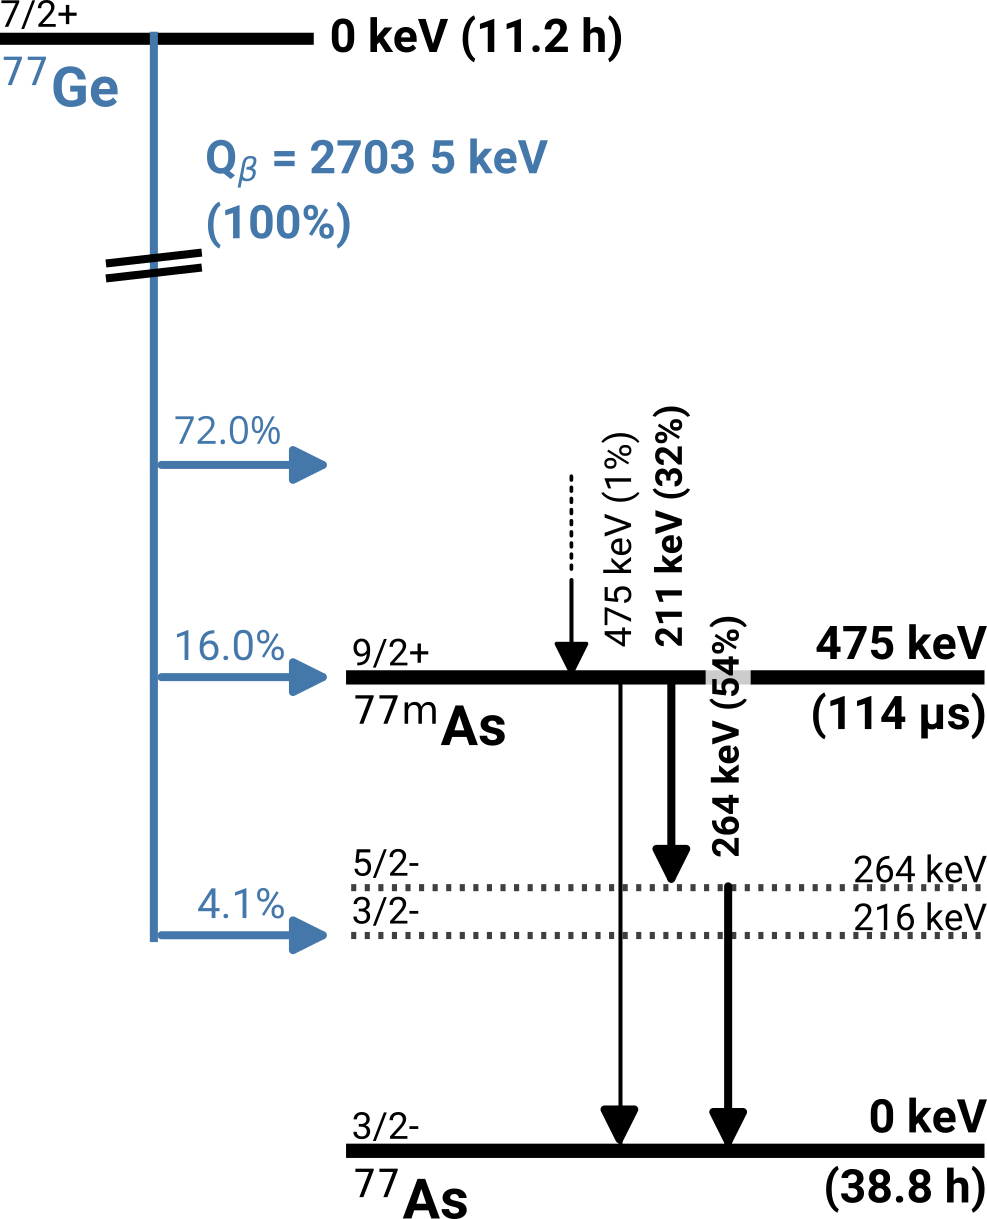 7/2+
0 keV (11.2 h)
77Ge
Qβ = 2703 5 keV
(100%)
72.0%
475 keV (1%)
211 keV (32%)
264 keV (54%)
16.0%
9/2+
475 keV
77mAs
(114 µs)
5/2-
264 keV
4.1%
3/2-
216 keV
3/2-
0 keV
77As
(38.8 h)